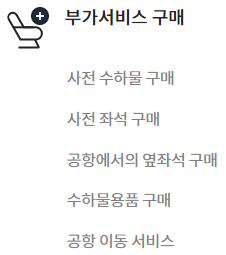 부가서비스 구매
사전 수하물 구매
사전 좌석 구매
공항에서의 옆좌석 구매
수하물용품 구매
공항 이동 서비스